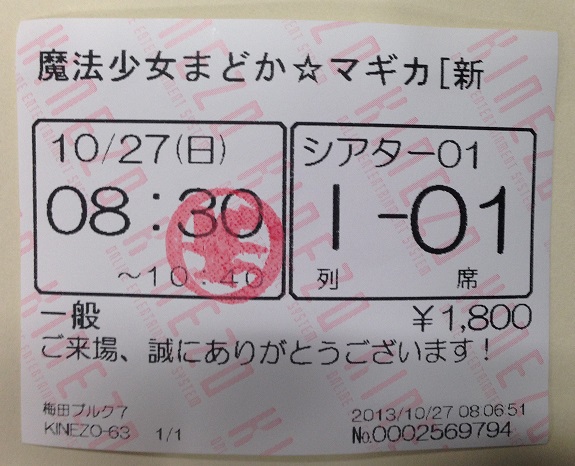 魔法少女まどか☆マギカ[新
10/27(日)
08:30
～10.40
シアター01
I-01
列 席
一般 ¥1,800
ご来場、誠にありがとうございます!
梅田ブルク7
KINEZO-63 1/1
2013/10/27 08:06:51
No.0002569794